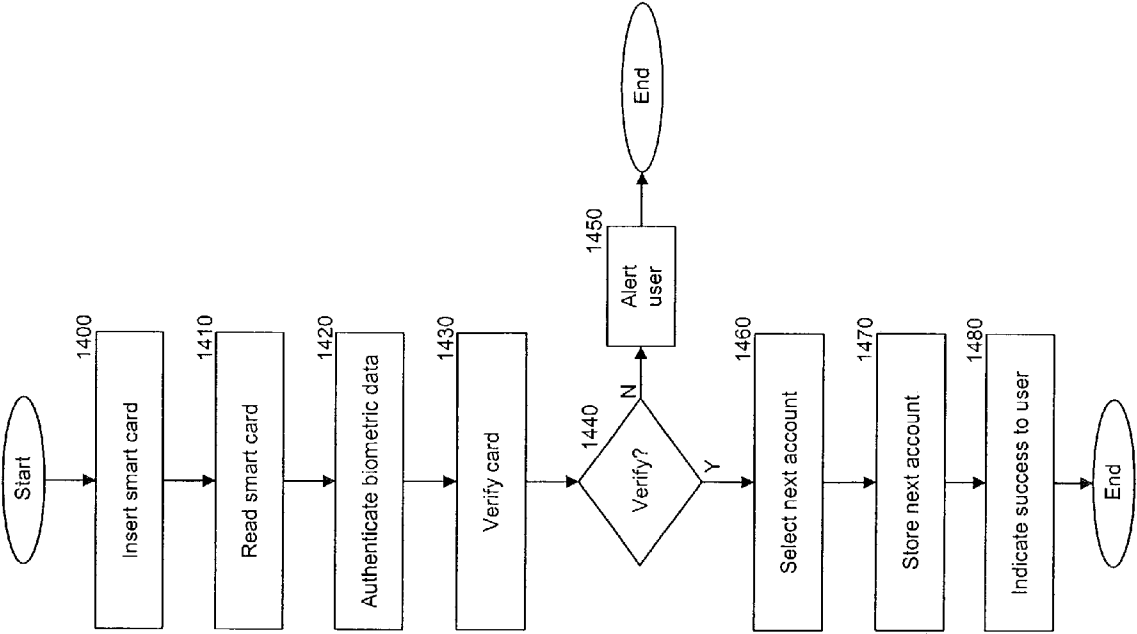 Start
1400
Insert smart card
1410
Read smart card
1420
Authenticate biometric data
1430
Verify card
1440
Verify?
N
1450
Alert
user
End
Y
1460
Select next account
1470
Store next account
1480
Indicate success to user
End